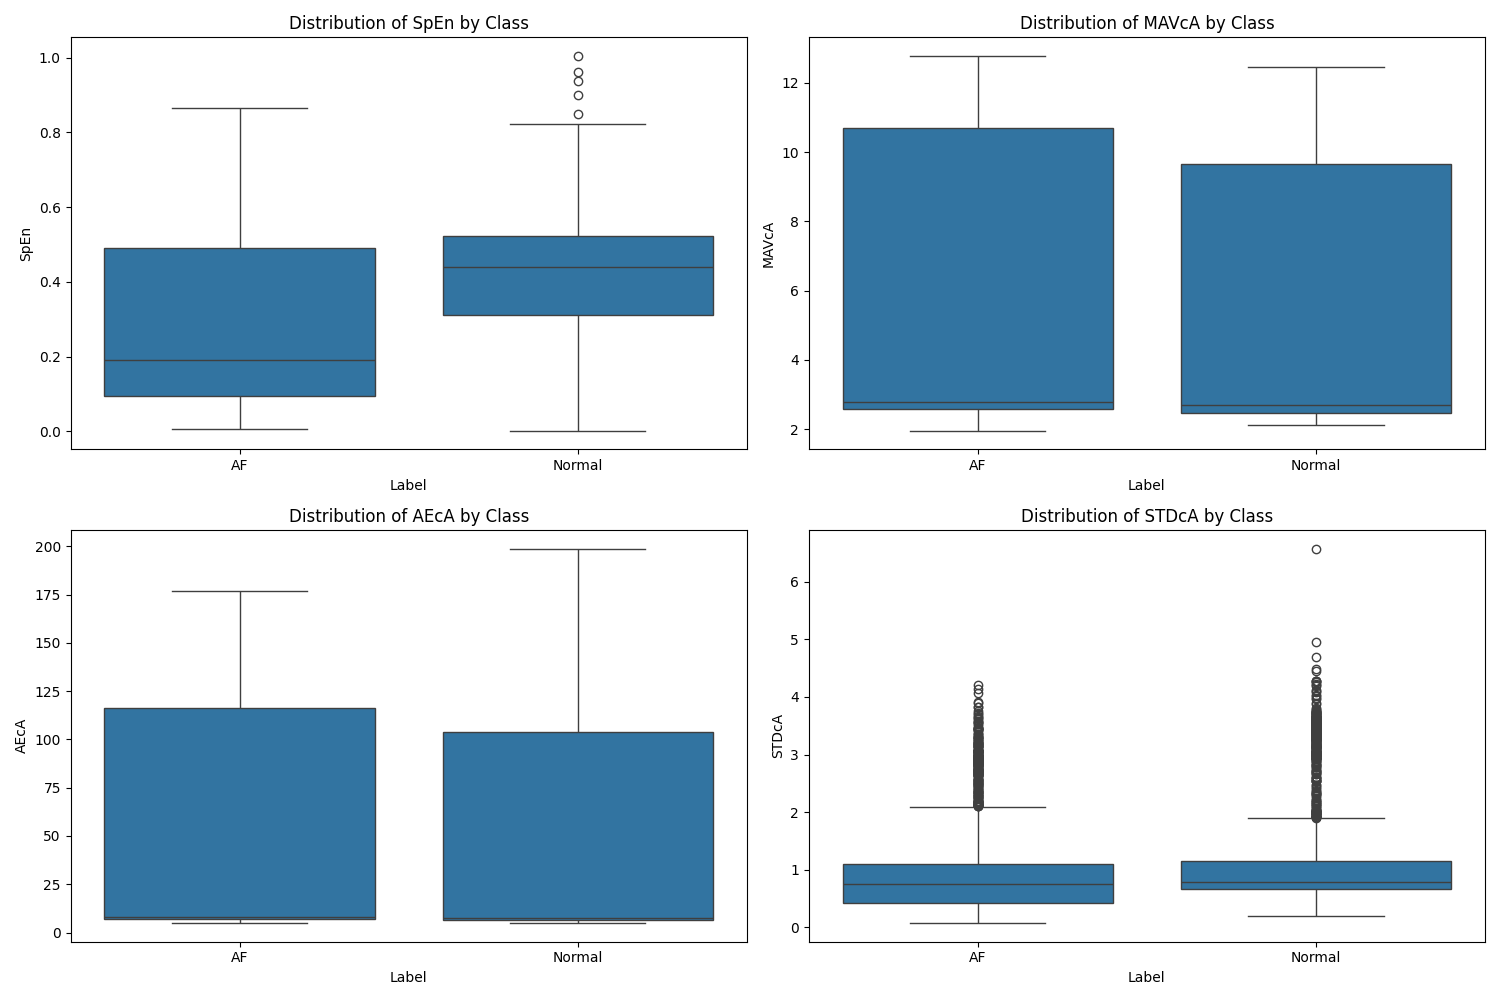 Distribution of SpEn by Class
SpEn
1.0
0.8
0.6
0.4
0.2
0.0
AF
Normal
Label
Distribution of MAVcA by Class
MAVcA
12
10
8
6
4
2
AF
Normal
Label
Distribution of AEcA by Class
AEcA
200
175
150
125
100
75
50
25
0
AF
Normal
Label
Distribution of STDcA by Class
STDcA
6
5
4
3
2
1
0
AF
Normal
Label